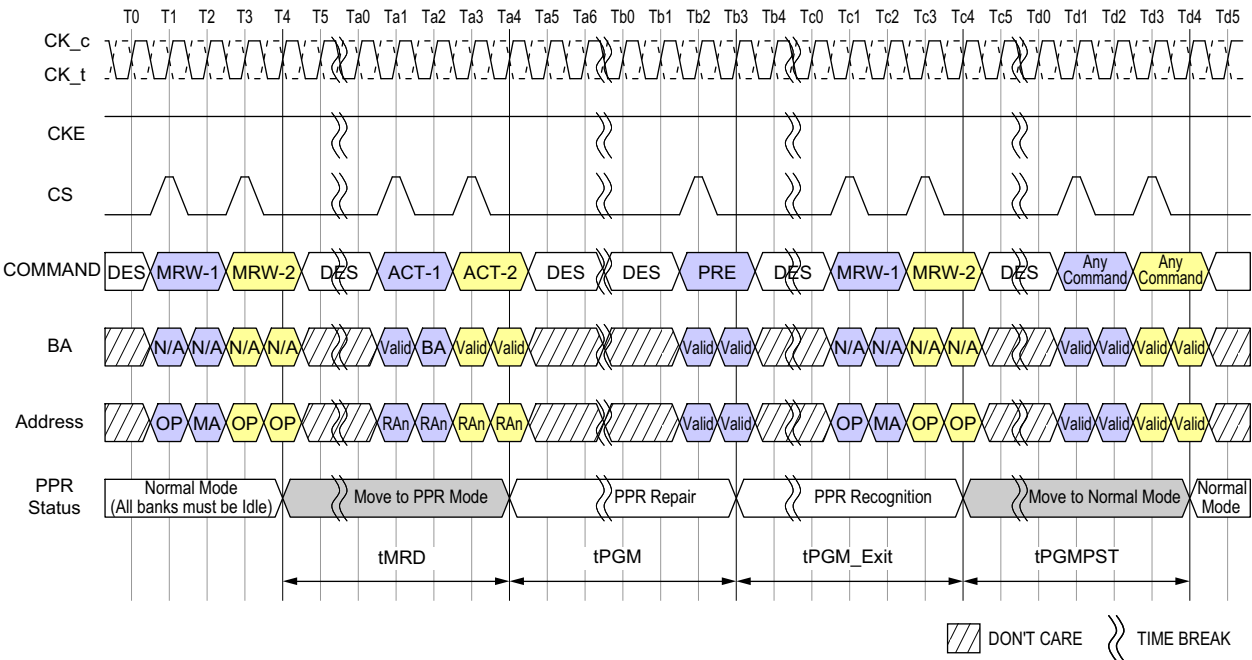 T0 T1 T2 T3 T4 T5 Ta0 Ta1 Ta2 Ta3 Ta4 Ta5 Ta6 Tb0 Tb1 Tb2 Tb3 Tb4 Tc0 Tc1 Tc2 Tc3 Tc4 Tc5 Td0 Td1 Td2 Td3 Td4 Td5
CK_c
CK_t
CKE
CS
COMMAND DES MRW-1 MRW-2 DES ACT-1 ACT-2 DES DES PRE DES MRW-1 MRW-2 DES Any Command Any Command
BA N/A N/A N/A N/A Valid BA Valid Valid Valid Valid N/A N/A N/A N/A Valid Valid Valid Valid
Address OP MA OP OP RAn RAn RAn RAn Valid Valid OP MA OP OP Valid Valid Valid Valid
PPR Status
Normal Mode
(All banks must be Idle)
Move to PPR Mode
PPR Repair
PPR Recognition
Move to Normal Mode
Normal Mode
tMRD tPGM tPGM_Exit tPGMPST
DON'T CARE TIME BREAK